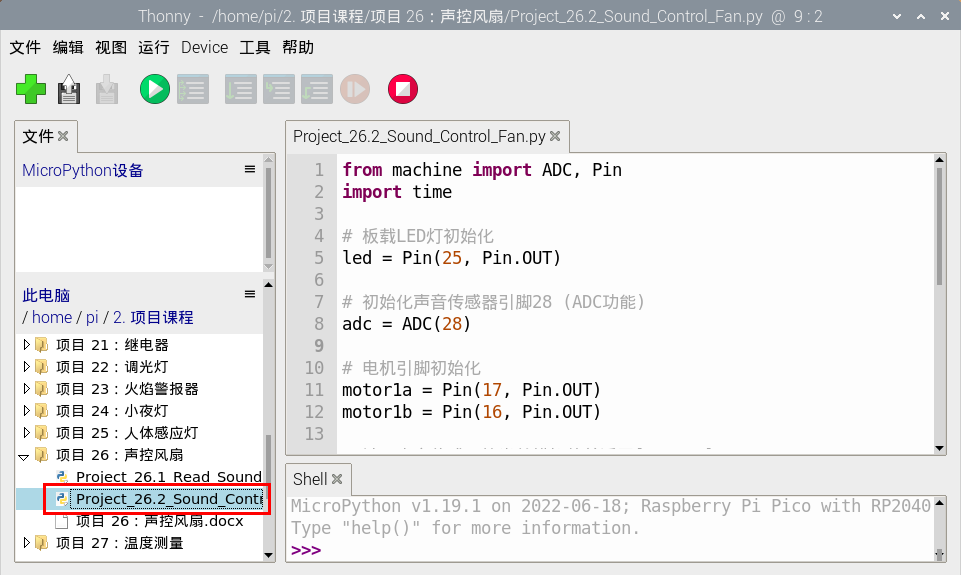 Thonny - /home/pi/2. 项目课程/项目 26：声控风扇/Project_26.2_Sound_Control_Fan.py @ 9 : 2
文件 编辑 视图 运行 Device 工具 帮助
文件
MicroPython设备
此电脑
/ home / pi / 2. 项目课程
项目 21：继电器
项目 22：调光灯
项目 23：火焰警报器
项目 24：小夜灯
项目 25：人体感应灯
项目 26：声控风扇
Project_26.1_Read_Sound
Project_26.2_Sound_Contr
项目 26：声控风扇.docx
项目 27：温度测量
Project_26.2_Sound_Control_Fan.py
1 from machine import ADC, Pin
2 import time
3
4 # 板载LED灯初始化
5 led = Pin(25, Pin.OUT)
6
7 # 初始化声音传感器引脚28 (ADC功能)
8 adc = ADC(28)
9
10 # 电机引脚初始化
11 motor1a = Pin(17, Pin.OUT)
12 motor1b = Pin(16, Pin.OUT)
13
Shell
MicroPython v1.19.1 on 2022-06-18; Raspberry Pi Pico with RP2040
Type "help()" for more information.
>>>